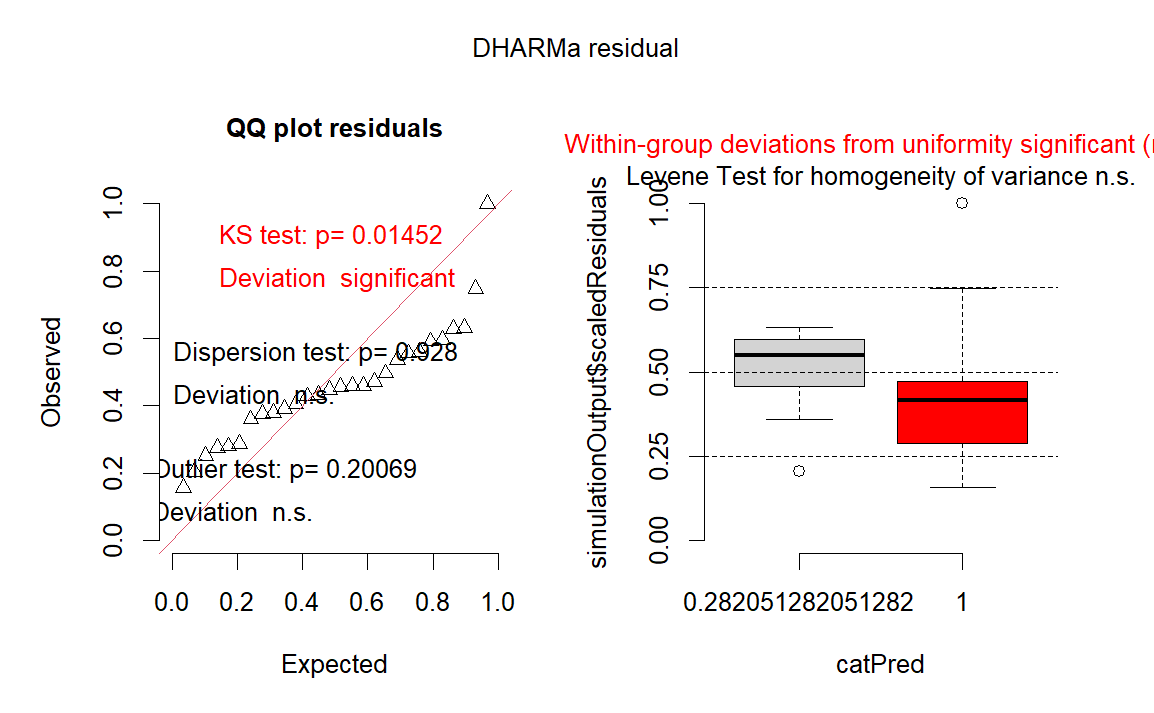 DHARMa residual
QQ plot residuals
KS test: p= 0.01452
Deviation significant
Dispersion test: p= 0.928
Deviation n.s.
Outlier test: p= 0.20069
Deviation n.s.
Observed
0.0 0.2 0.4 0.6 0.8 1.0
0.0 0.2 0.4 0.6 0.8 1.0
Expected
Within-group deviations from uniformity significant (
Levene Test for homogeneity of variance n.s.
simulationOutput$scaledResiduals
0.00 0.25 0.50 0.75 1.00
0.282051282051282 1
catPred